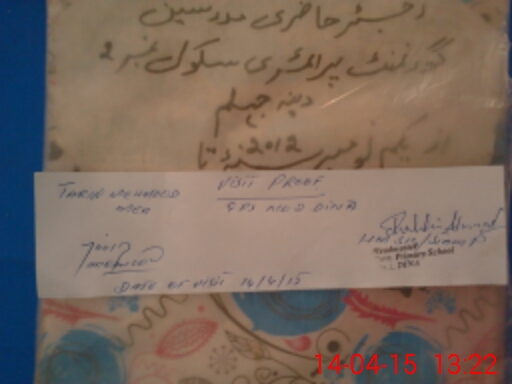 رجسٹر حاضری مدرسین
گورنمنٹ پرائمری سکول نمبر 2
دینہ جہلم
از یکم نومبر 2012 تا
TARIQ MEHMOOD
VISIT PROOF
GPS NO 2 DINA
DATE OF VISIT 14/4/15
Primary School
DINA
14-04-15 13:22